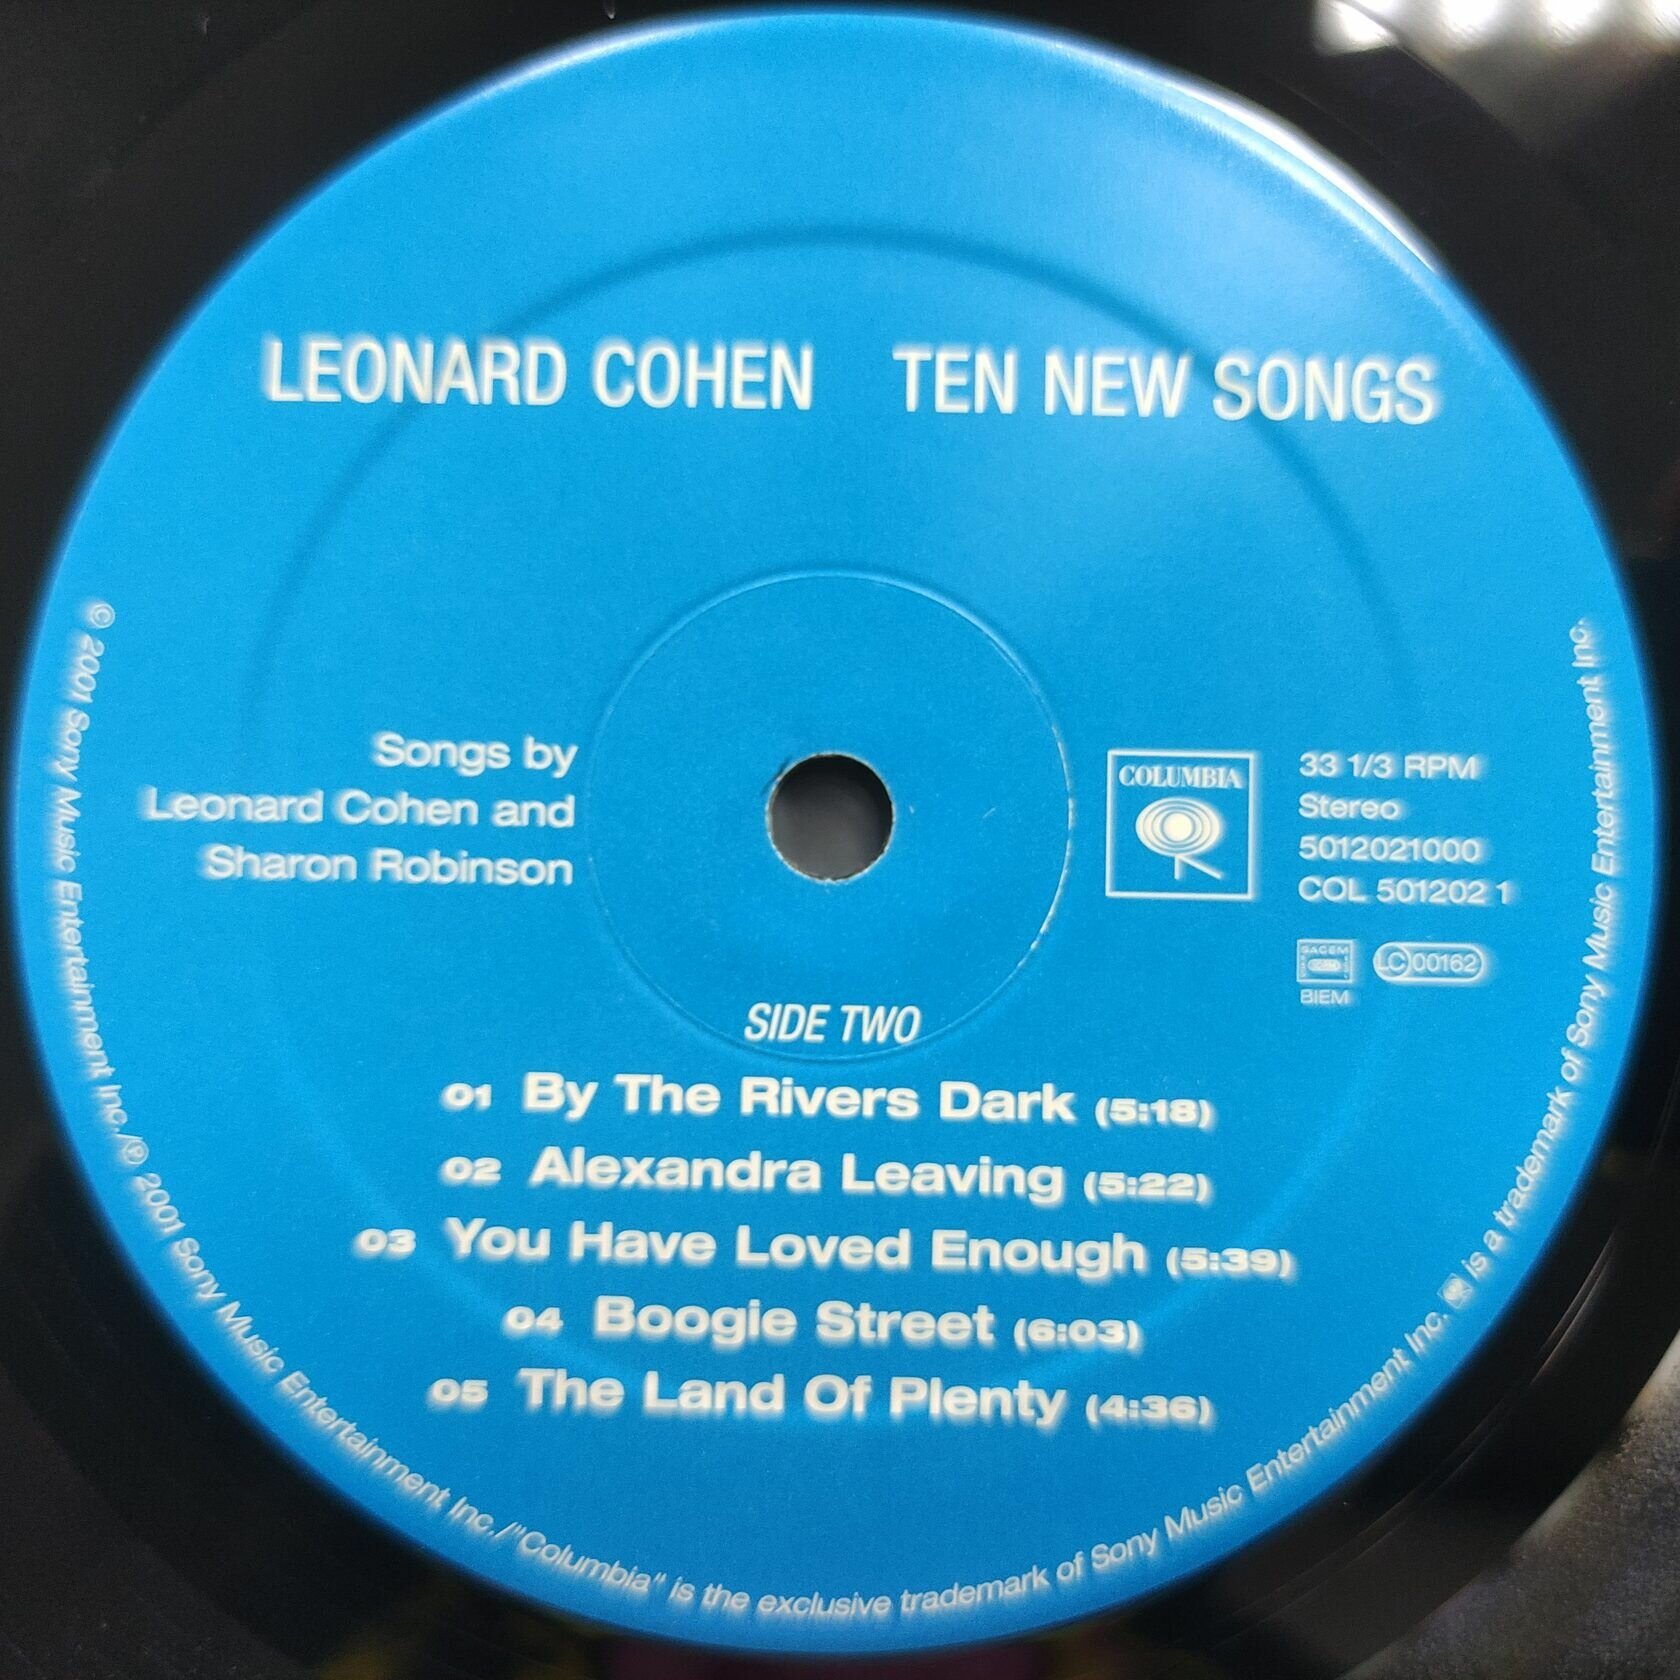 LEONARD COHEN TEN NEW SONGS
Songs by
Leonard Cohen and
Sharon Robinson
COLUMBIA
33 1/3 RPM
Stereo
5012021000
COL 501202 1
SACEM
LC 00162
BIEM
SIDE TWO
01 By The Rivers Dark (5:18)
02 Alexandra Leaving (5:22)
03 You Have Loved Enough (5:39)
04 Boogie Street (6:03)
05 The Land Of Plenty (4:36)
© 2001 Sony Music Entertainment Inc./℗ 2001 Sony Music Entertainment Inc./"Columbia" is the exclusive trademark of Sony Music Entertainment Inc. is a trademark of Sony Music Entertainment Inc.